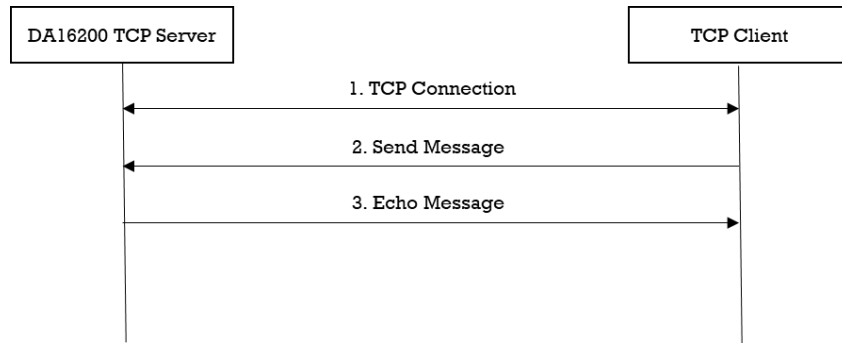 DA16200 TCP Server
TCP Client
1. TCP Connection
2. Send Message
3. Echo Message